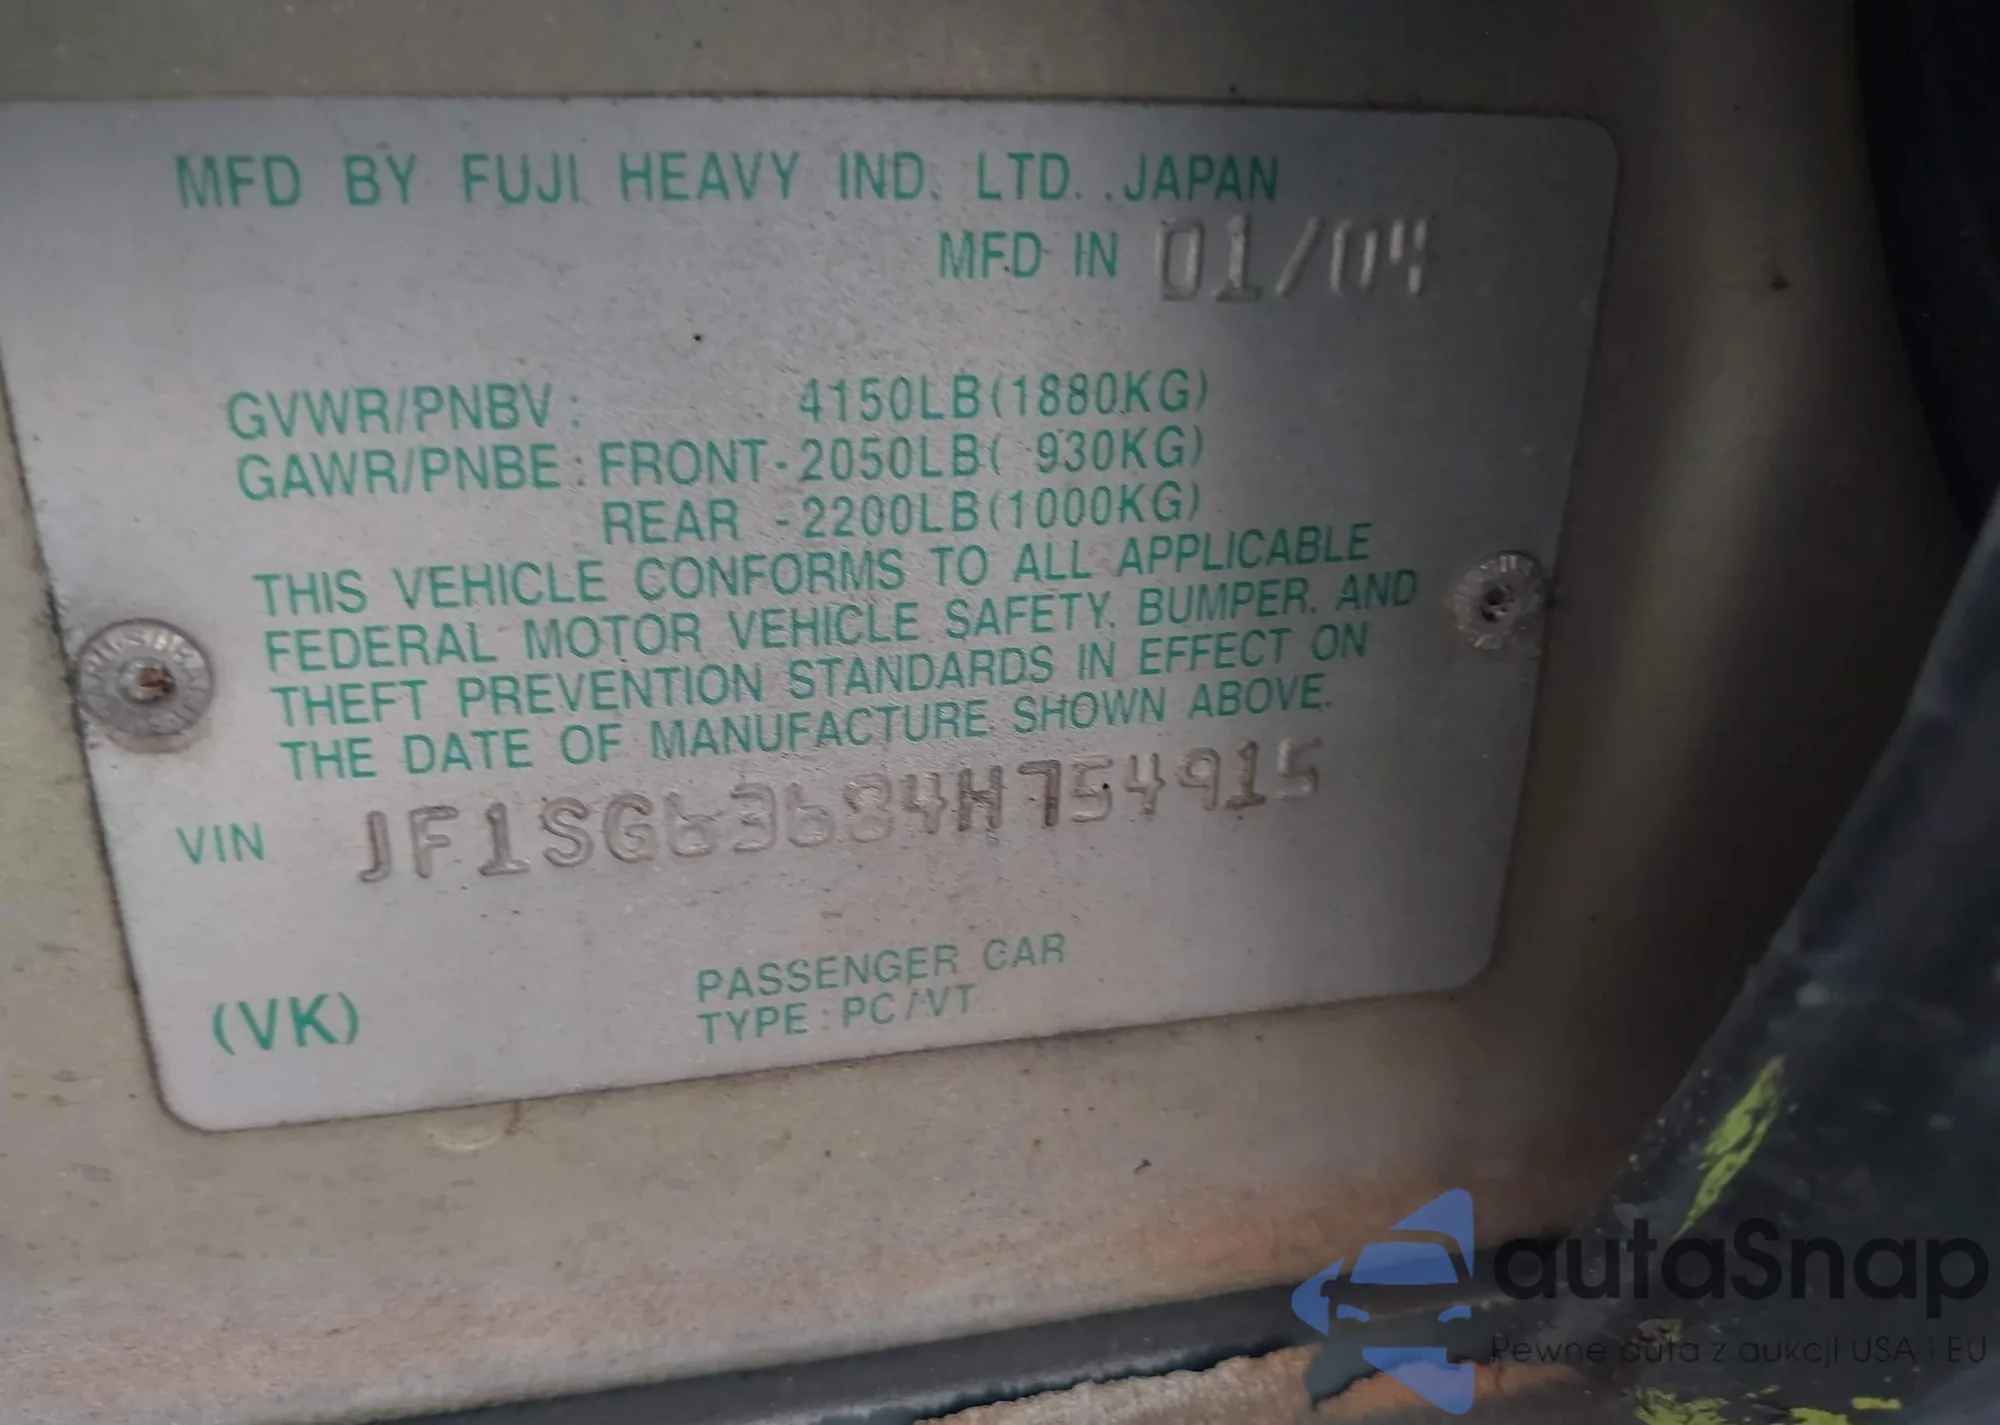 MFD BY FUJI HEAVY IND. LTD. .JAPAN
MFD IN 01/04
GVWR/PNBV: 4150LB(1880KG)
GAWR/PNBE:FRONT-2050LB( 930KG)
REAR -2200LB(1000KG)
THIS VEHICLE CONFORMS TO ALL APPLICABLE
FEDERAL MOTOR VEHICLE SAFETY. BUMPER. AND
THEFT PREVENTION STANDARDS IN EFFECT ON
THE DATE OF MANUFACTURE SHOWN ABOVE.
VIN JF1SG63684H754915
PASSENGER CAR
(VK) TYPE:PC/VT
autaSnap
Pewne auta z aukcji USA i EU